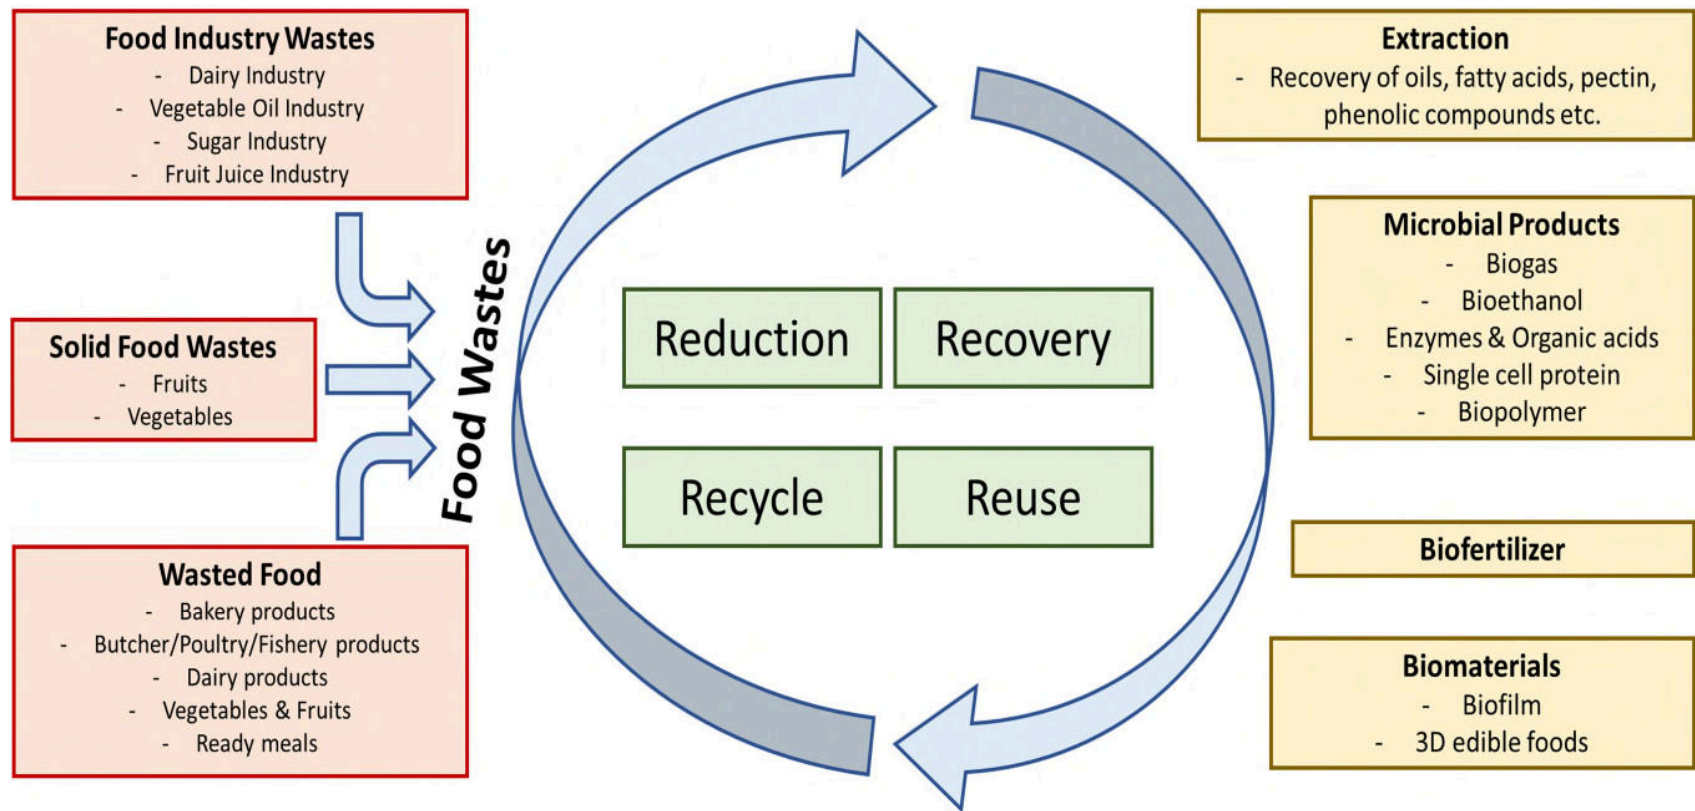 Food Industry Wastes
- Dairy Industry
- Vegetable Oil Industry
- Sugar Industry
- Fruit Juice Industry
Solid Food Wastes
- Fruits
- Vegetables
Wasted Food
- Bakery products
- Butcher/Poultry/Fishery products
- Dairy products
- Vegetables & Fruits
- Ready meals
Food Wastes
Reduction
Recovery
Recycle
Reuse
Extraction
- Recovery of oils, fatty acids, pectin,
phenolic compounds etc.
Microbial Products
- Biogas
- Bioethanol
- Enzymes & Organic acids
- Single cell protein
- Biopolymer
Biofertilizer
Biomaterials
- Biofilm
- 3D edible foods